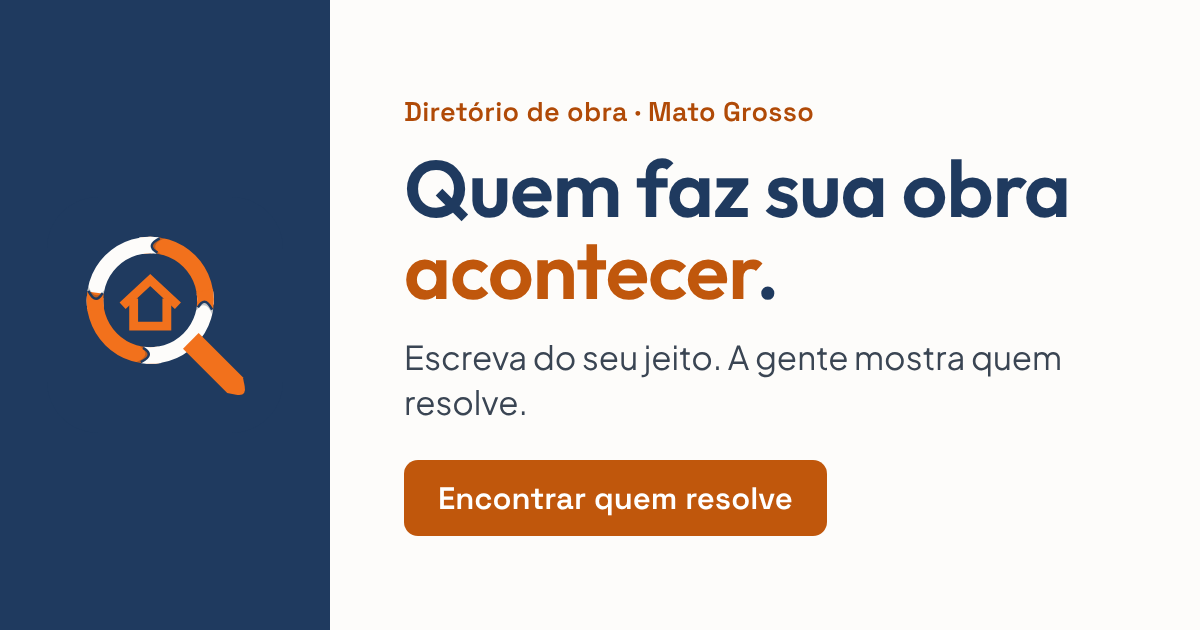 Diretório de obra · Mato Grosso
Quem faz sua obra
acontecer.
Escreva do seu jeito. A gente mostra quem
resolve.
Encontrar quem resolve